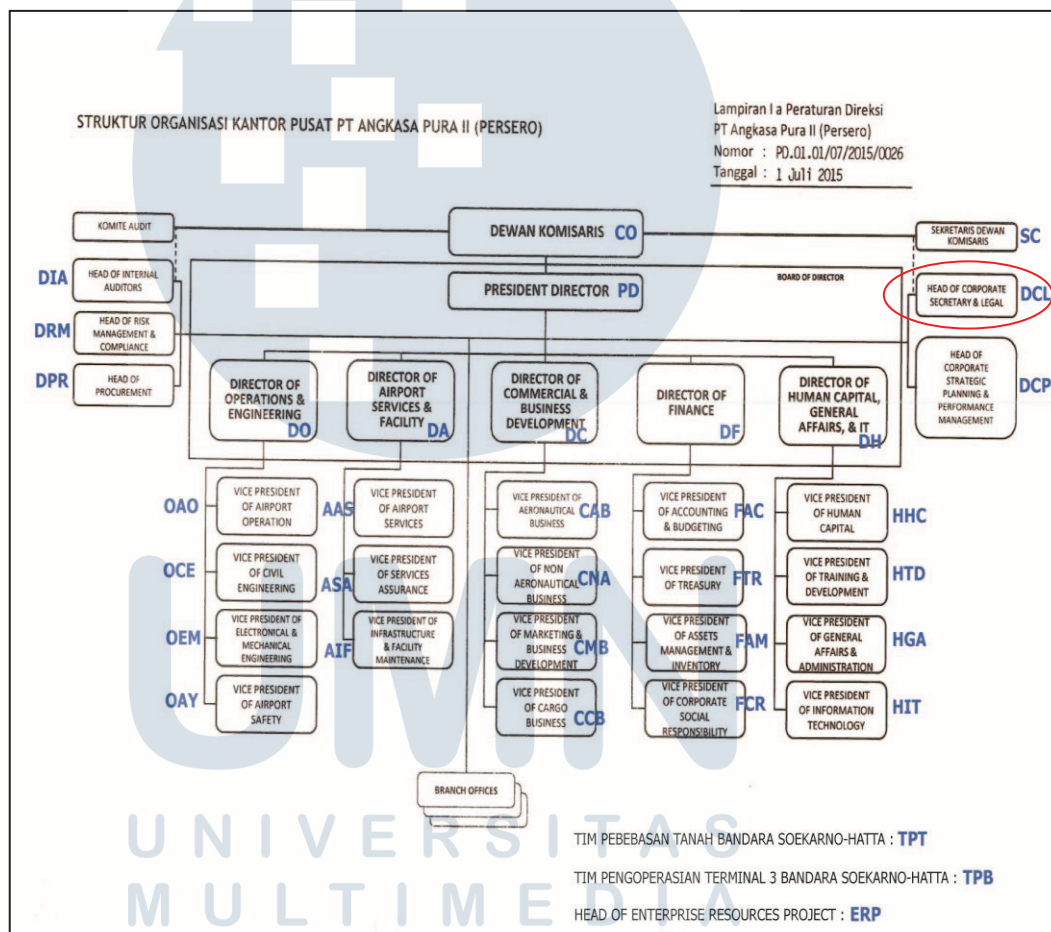 STRUKTUR ORGANISASI KANTOR PUSAT PT ANGKASA PURA II (PERSERO)
Lampiran I a Peraturan Direksi
PT Angkasa Pura II (Persero)
Nomor : PD.01.01/07/2015/0026
Tanggal : 1 Juli 2015
KOMITE AUDIT
DEWAN KOMISARIS CO
SEKRETARIS DEWAN
KOMISARIS
SC
DIA
HEAD OF INTERNAL
AUDITORS
PRESIDENT DIRECTOR PD
BOARD OF DIRECTOR
HEAD OF CORPORATE
SECRETARY & LEGAL
DCL
DRM
HEAD OF RISK
MANAGEMENT &
COMPLIANCE
DPR
HEAD OF
PROCUREMENT
HEAD OF
CORPORATE
STRATEGIC
PLANNING &
PERFORMANCE
MANAGEMENT
DCP
DIRECTOR OF
OPERATIONS &
ENGINEERING
DO
DIRECTOR OF
AIRPORT
SERVICES &
FACILITY
DA
DIRECTOR OF
COMMERCIAL &
BUSINESS
DEVELOPMENT
DC
DIRECTOR OF
FINANCE
DF
DIRECTOR OF
HUMAN CAPITAL,
GENERAL
AFFAIRS, & IT
DH
OAO
VICE PRESIDENT
OF AIRPORT
OPERATION
OCE
VICE PRESIDENT
OF CIVIL
ENGINEERING
OEM
VICE PRESIDENT OF
ELECTRONICAL &
MECHANICAL
ENGINEERING
OAY
VICE PRESIDENT
OF AIRPORT
SAFETY
AAS
VICE PRESIDENT
OF AIRPORT
SERVICES
ASA
VICE PRESIDENT
OF SERVICES
ASSURANCE
AIF
VICE PRESIDENT OF
INFRASTRUCTURE
& FACILITY
MAINTENANCE
VICE PRESIDENT OF
AERONAUTICAL
BUSINESS
CAB
VICE PRESIDENT
OF NON
AERONAUTICAL
BUSINESS
CNA
VICE PRESIDENT
OF MARKETING &
BUSINESS
DEVELOPMENT
CMB
VICE PRESIDENT
OF CARGO
BUSINESS
CCB
VICE PRESIDENT
OF ACCOUNTING
& BUDGETING
FAC
VICE PRESIDENT
OF TREASURY
FTR
VICE PRESIDENT
OF ASSETS
MANAGEMENT &
INVENTORY
FAM
VICE PRESIDENT
OF CORPORATE
SOCIAL
RESPONSIBILITY
FCR
VICE PRESIDENT
OF HUMAN
CAPITAL
HHC
VICE PRESIDENT
OF TRAINING &
DEVELOPMENT
HTD
VICE PRESIDENT
OF GENERAL
AFFAIRS &
ADMINISTRATION
HGA
VICE PRESIDENT
OF INFORMATION
TECHNOLOGY
HIT
BRANCH OFFICES
TIM PEBEBASAN TANAH BANDARA SOEKARNO-HATTA : TPT
TIM PENGOPERASIAN TERMINAL 3 BANDARA SOEKARNO-HATTA : TPB
HEAD OF ENTERPRISE RESOURCES PROJECT : ERP
UMN
UNIVERSITAS
MULTIMEDIA